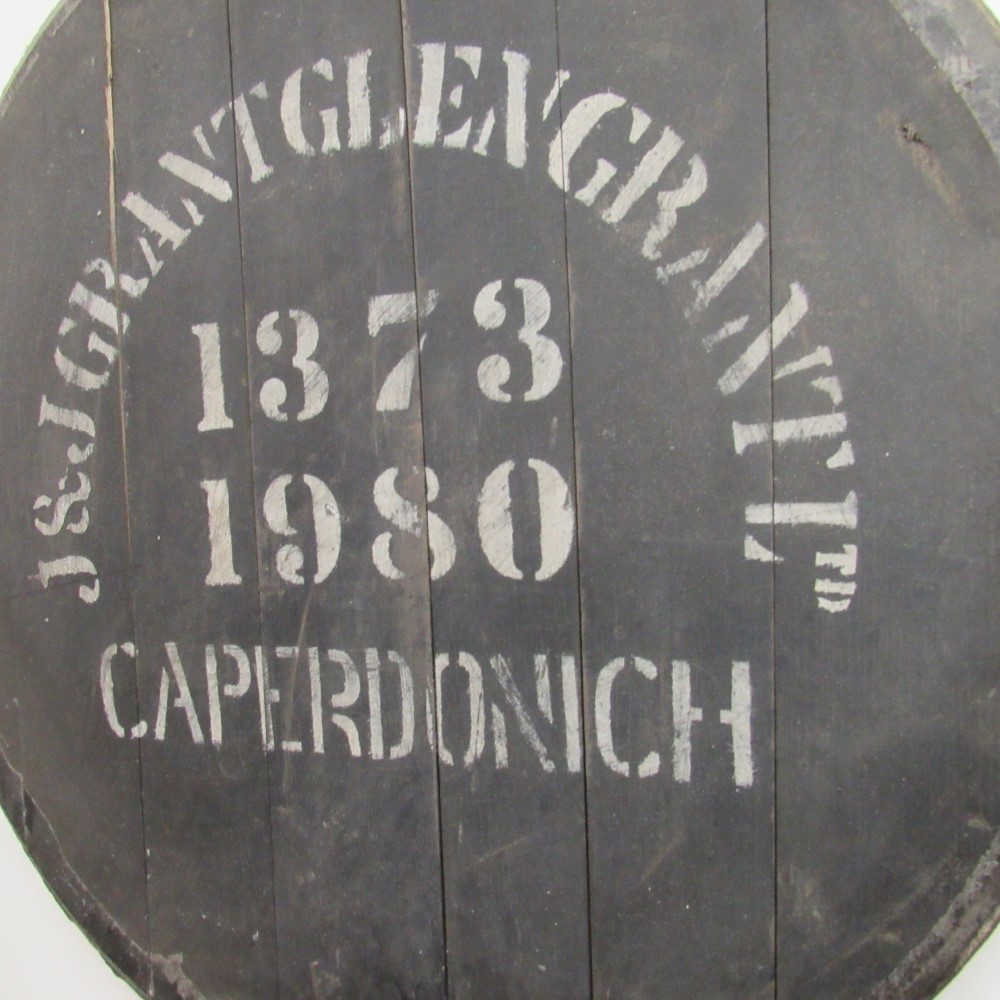 J & J GRANT GLEN GRANT LTD
1373
1980
CAPERDONICH